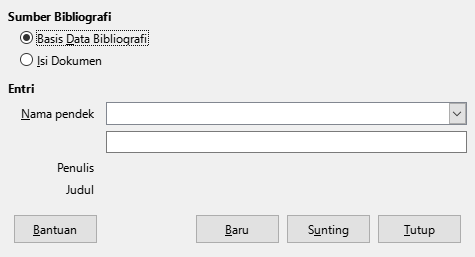 Sumber Bibliografi
Basis Data Bibliografi
Isi Dokumen
Entri
Nama pendek
Penulis
Judul
Bantuan Baru Sunting Tutup